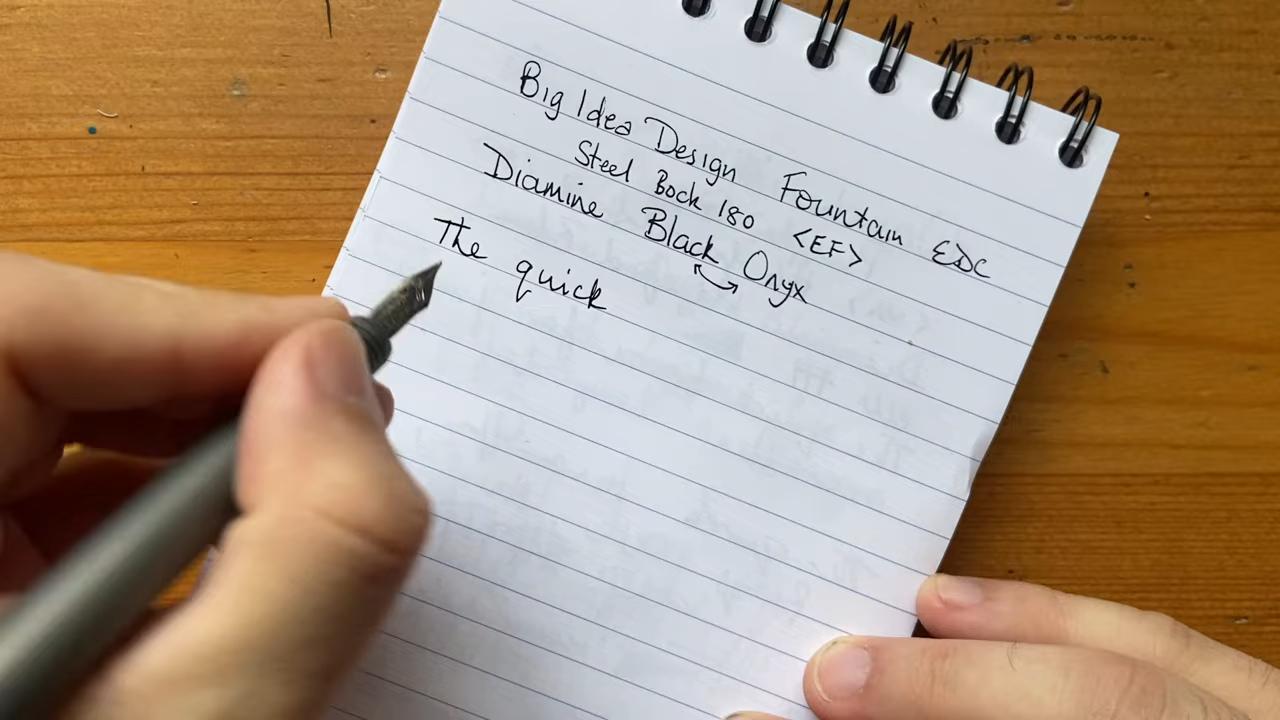 Big Idea Design Fountain EDC
Steel Bock 180 <EF>
Diamine Black Onyx
The quick